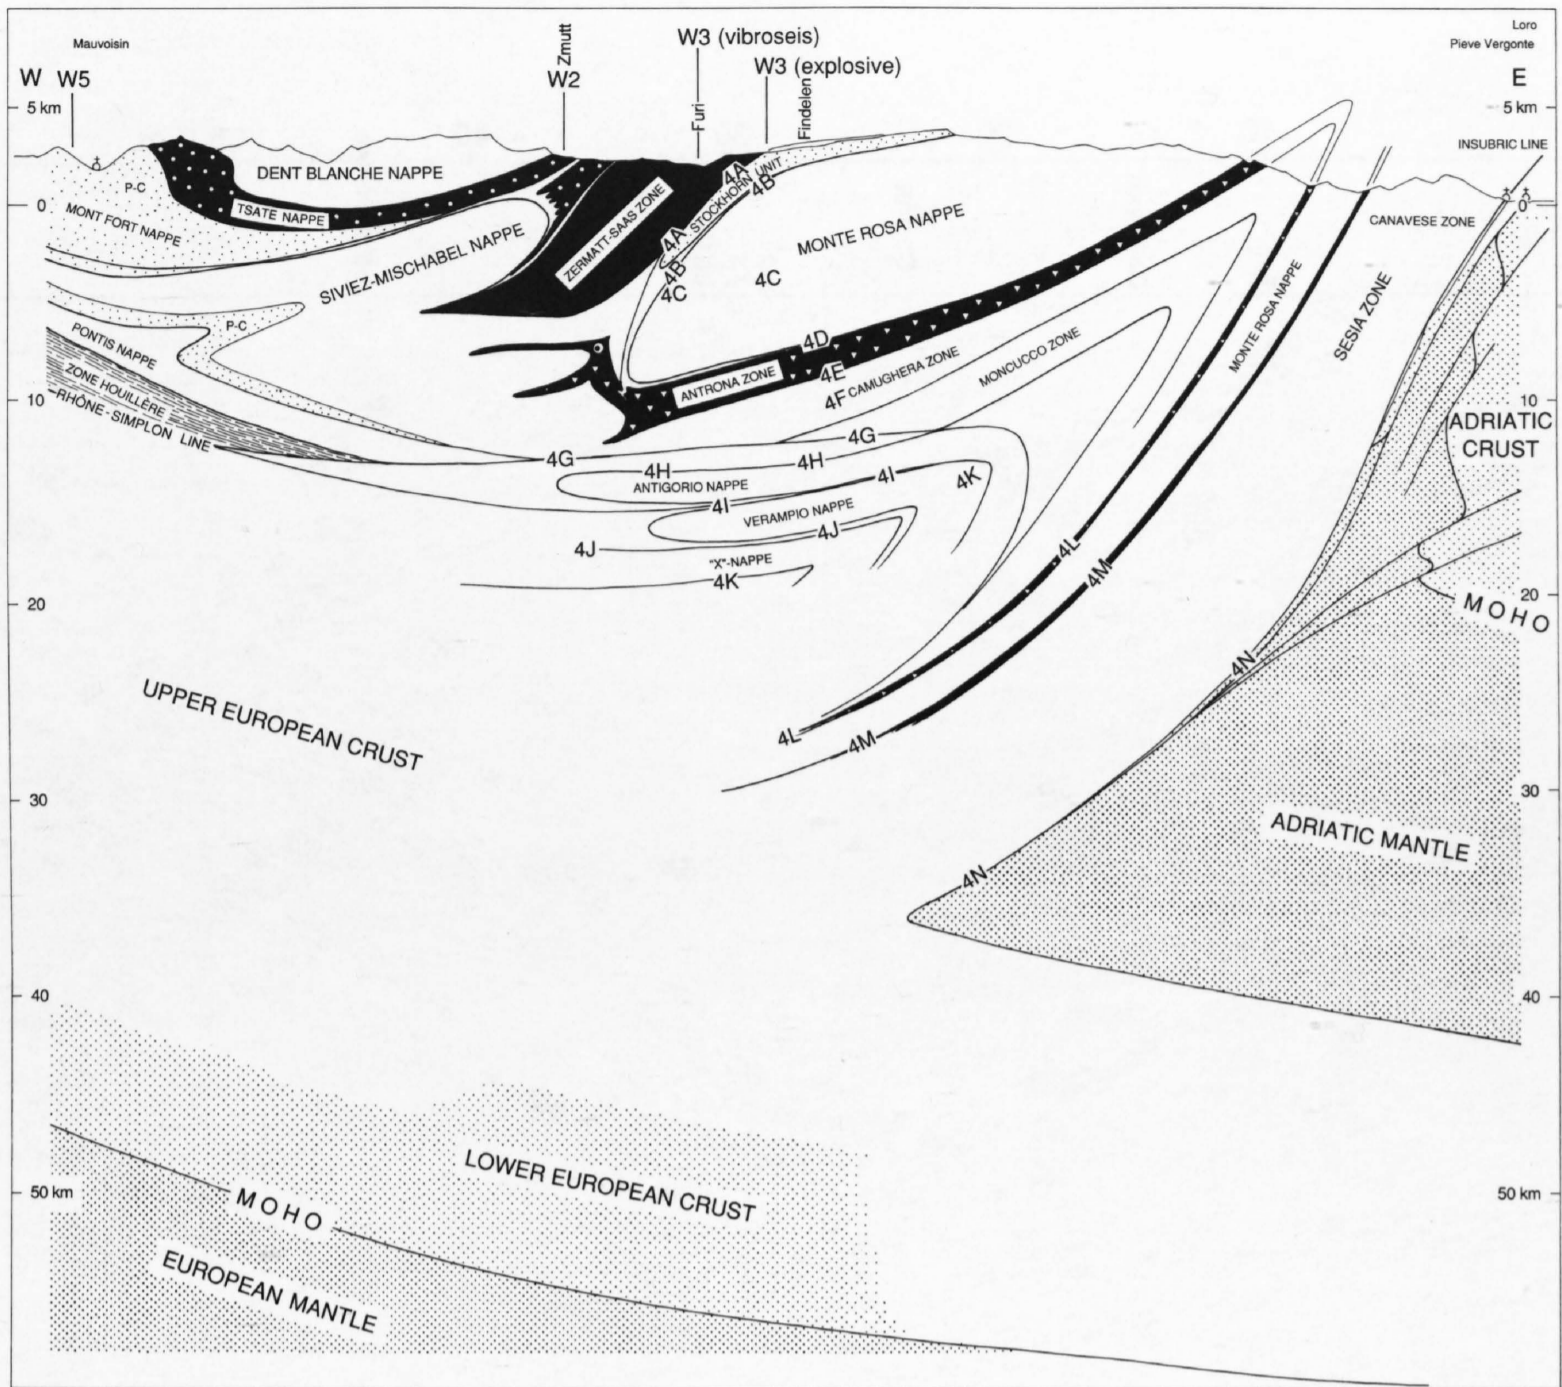 Mauvoisin
Zmutt
W3 (vibroseis)
Loro
Pieve Vergonte
W W5
W2
W3 (explosive)
E
5 km
Furi
Findelen
5 km
INSUBRIC LINE
P-C
DENT BLANCHE NAPPE
4A
STOCKHORN UNIT
4B
0
MONT FORT NAPPE
TSATE NAPPE
ZERMATT-SAAS ZONE
MONTE ROSA NAPPE
CANAVESE ZONE
0
SIVIEZ-MISCHABEL NAPPE
4A
4B
4C
4C
MONTE ROSA NAPPE
SESIA ZONE
P-C
PONTIS NAPPE
ZONE HOUILLÈRE
RHÔNE-SIMPLON LINE
4D
ANTRONA ZONE
4E
4F
CAMUGHERA ZONE
MONCUCCO ZONE
10
10
ADRIATIC
CRUST
4G
4G
4H
4H
ANTIGORIO NAPPE
4I
4I
4K
VERAMPIO NAPPE
4J
4J
"X"-NAPPE
4K
4L
4M
20
20
MOHO
4N
UPPER EUROPEAN CRUST
4L
4M
30
30
ADRIATIC MANTLE
4N
40
40
LOWER EUROPEAN CRUST
50 km
50 km
MOHO
EUROPEAN MANTLE